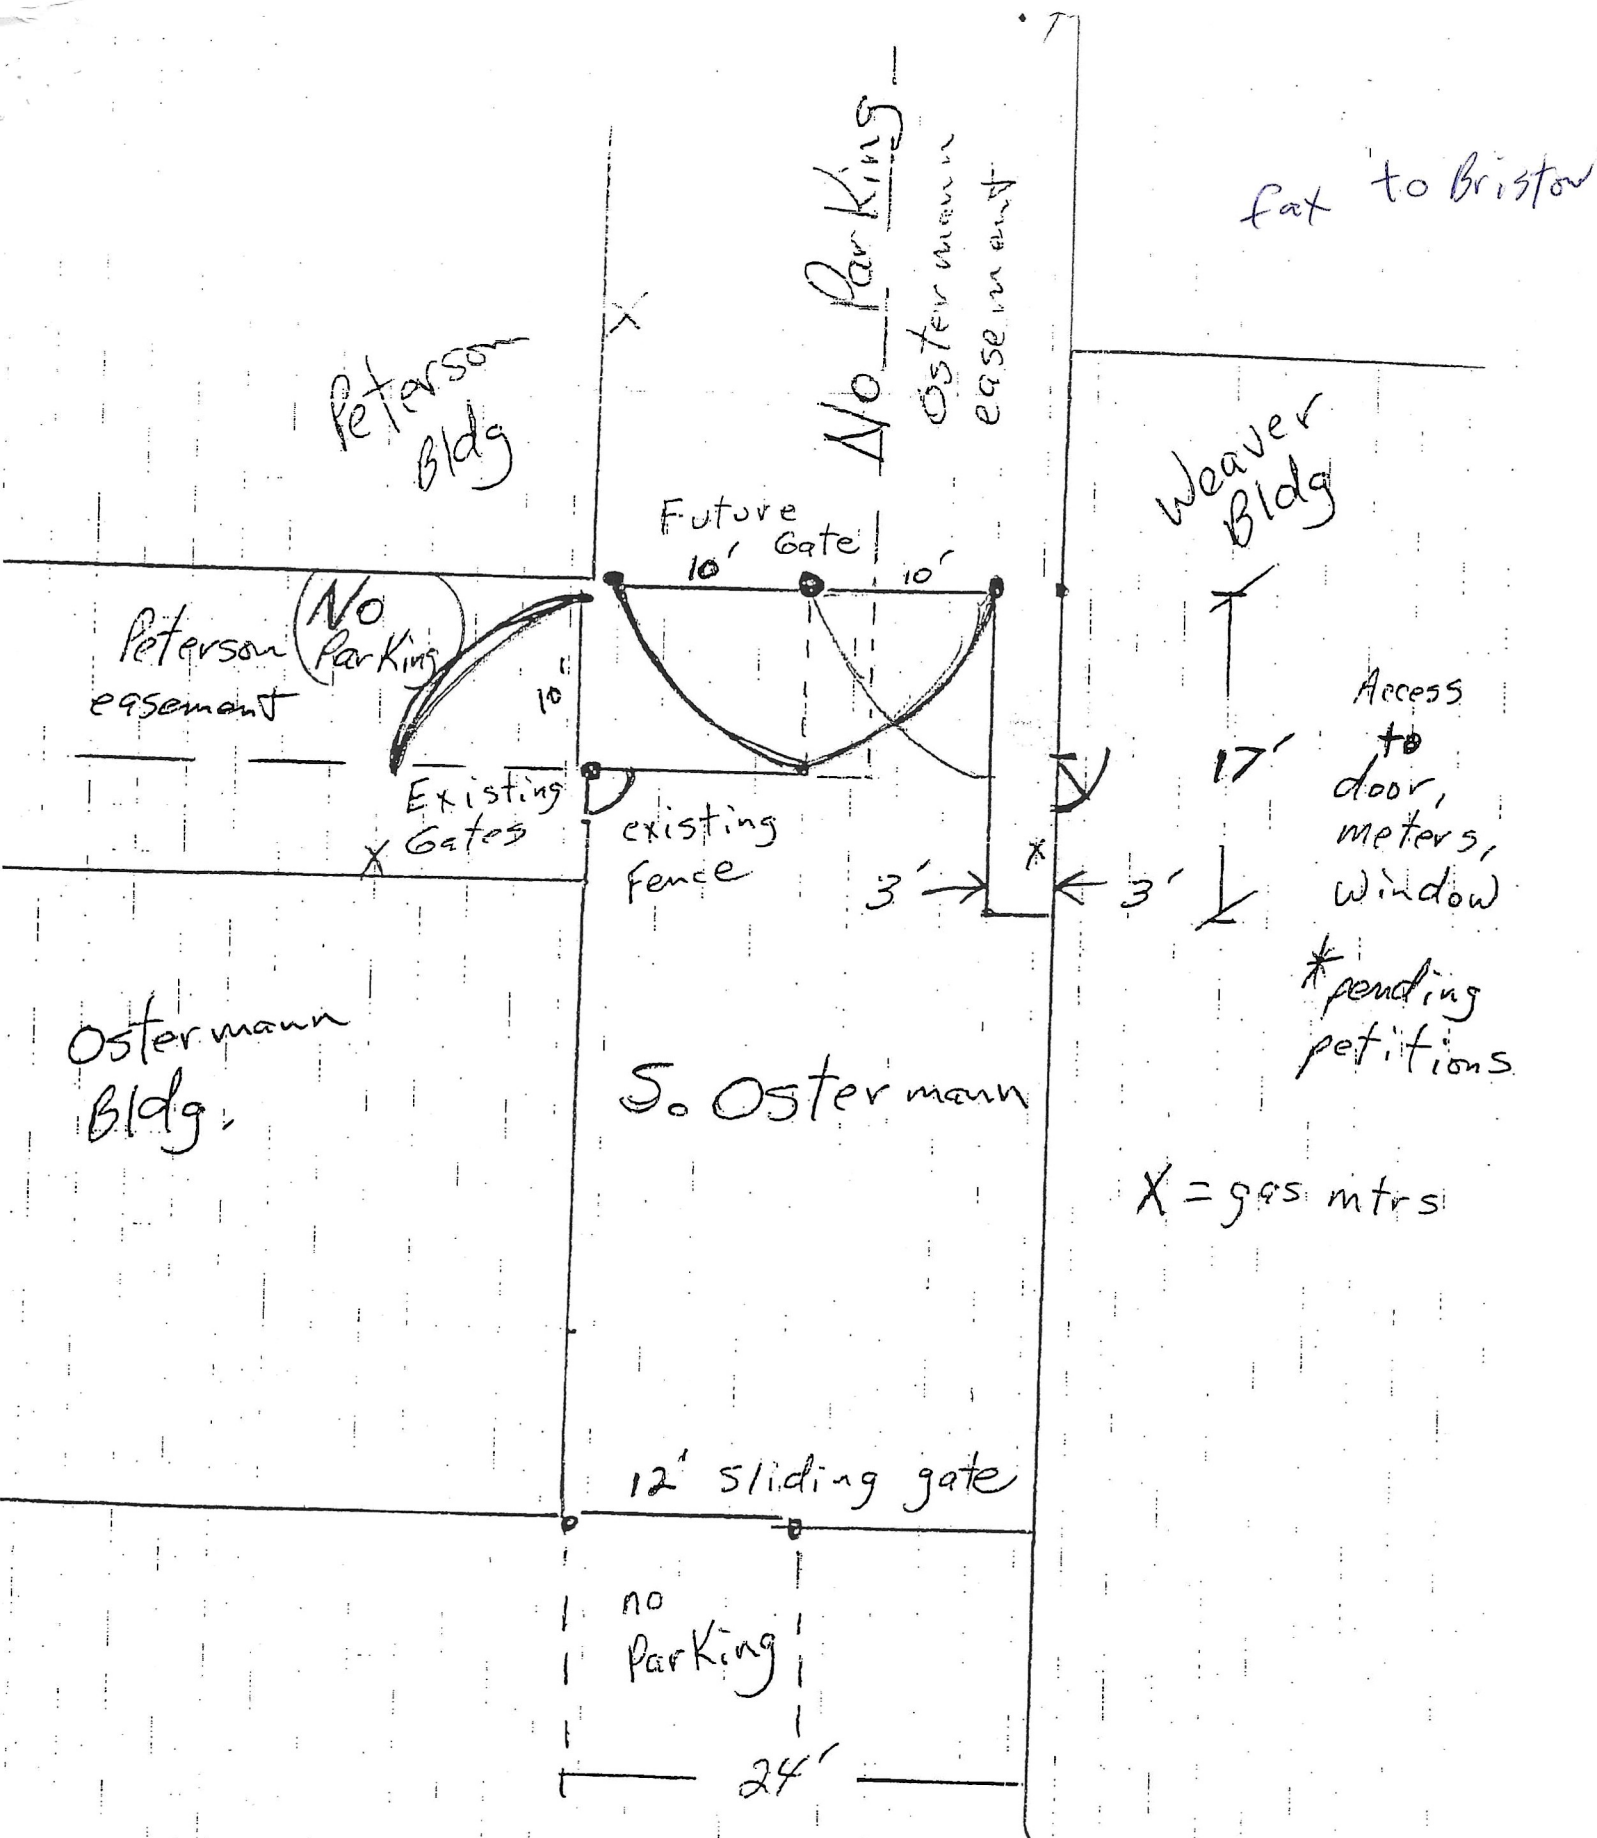 fax to Bristow
No Parking
Ostermann
easement
Peterson
Bldg
Weaver
Bldg
Future
Gate
10'
10'
No
Parking
Peterson
easement
10'
Existing
Gates
existing
fence
X
X
X
3'
3'
17'
Access
to
door,
meters,
window
*pending
petitions
Ostermann
Bldg.
S. Ostermann
X = gas mtrs
12' sliding gate
no
Parking
24'